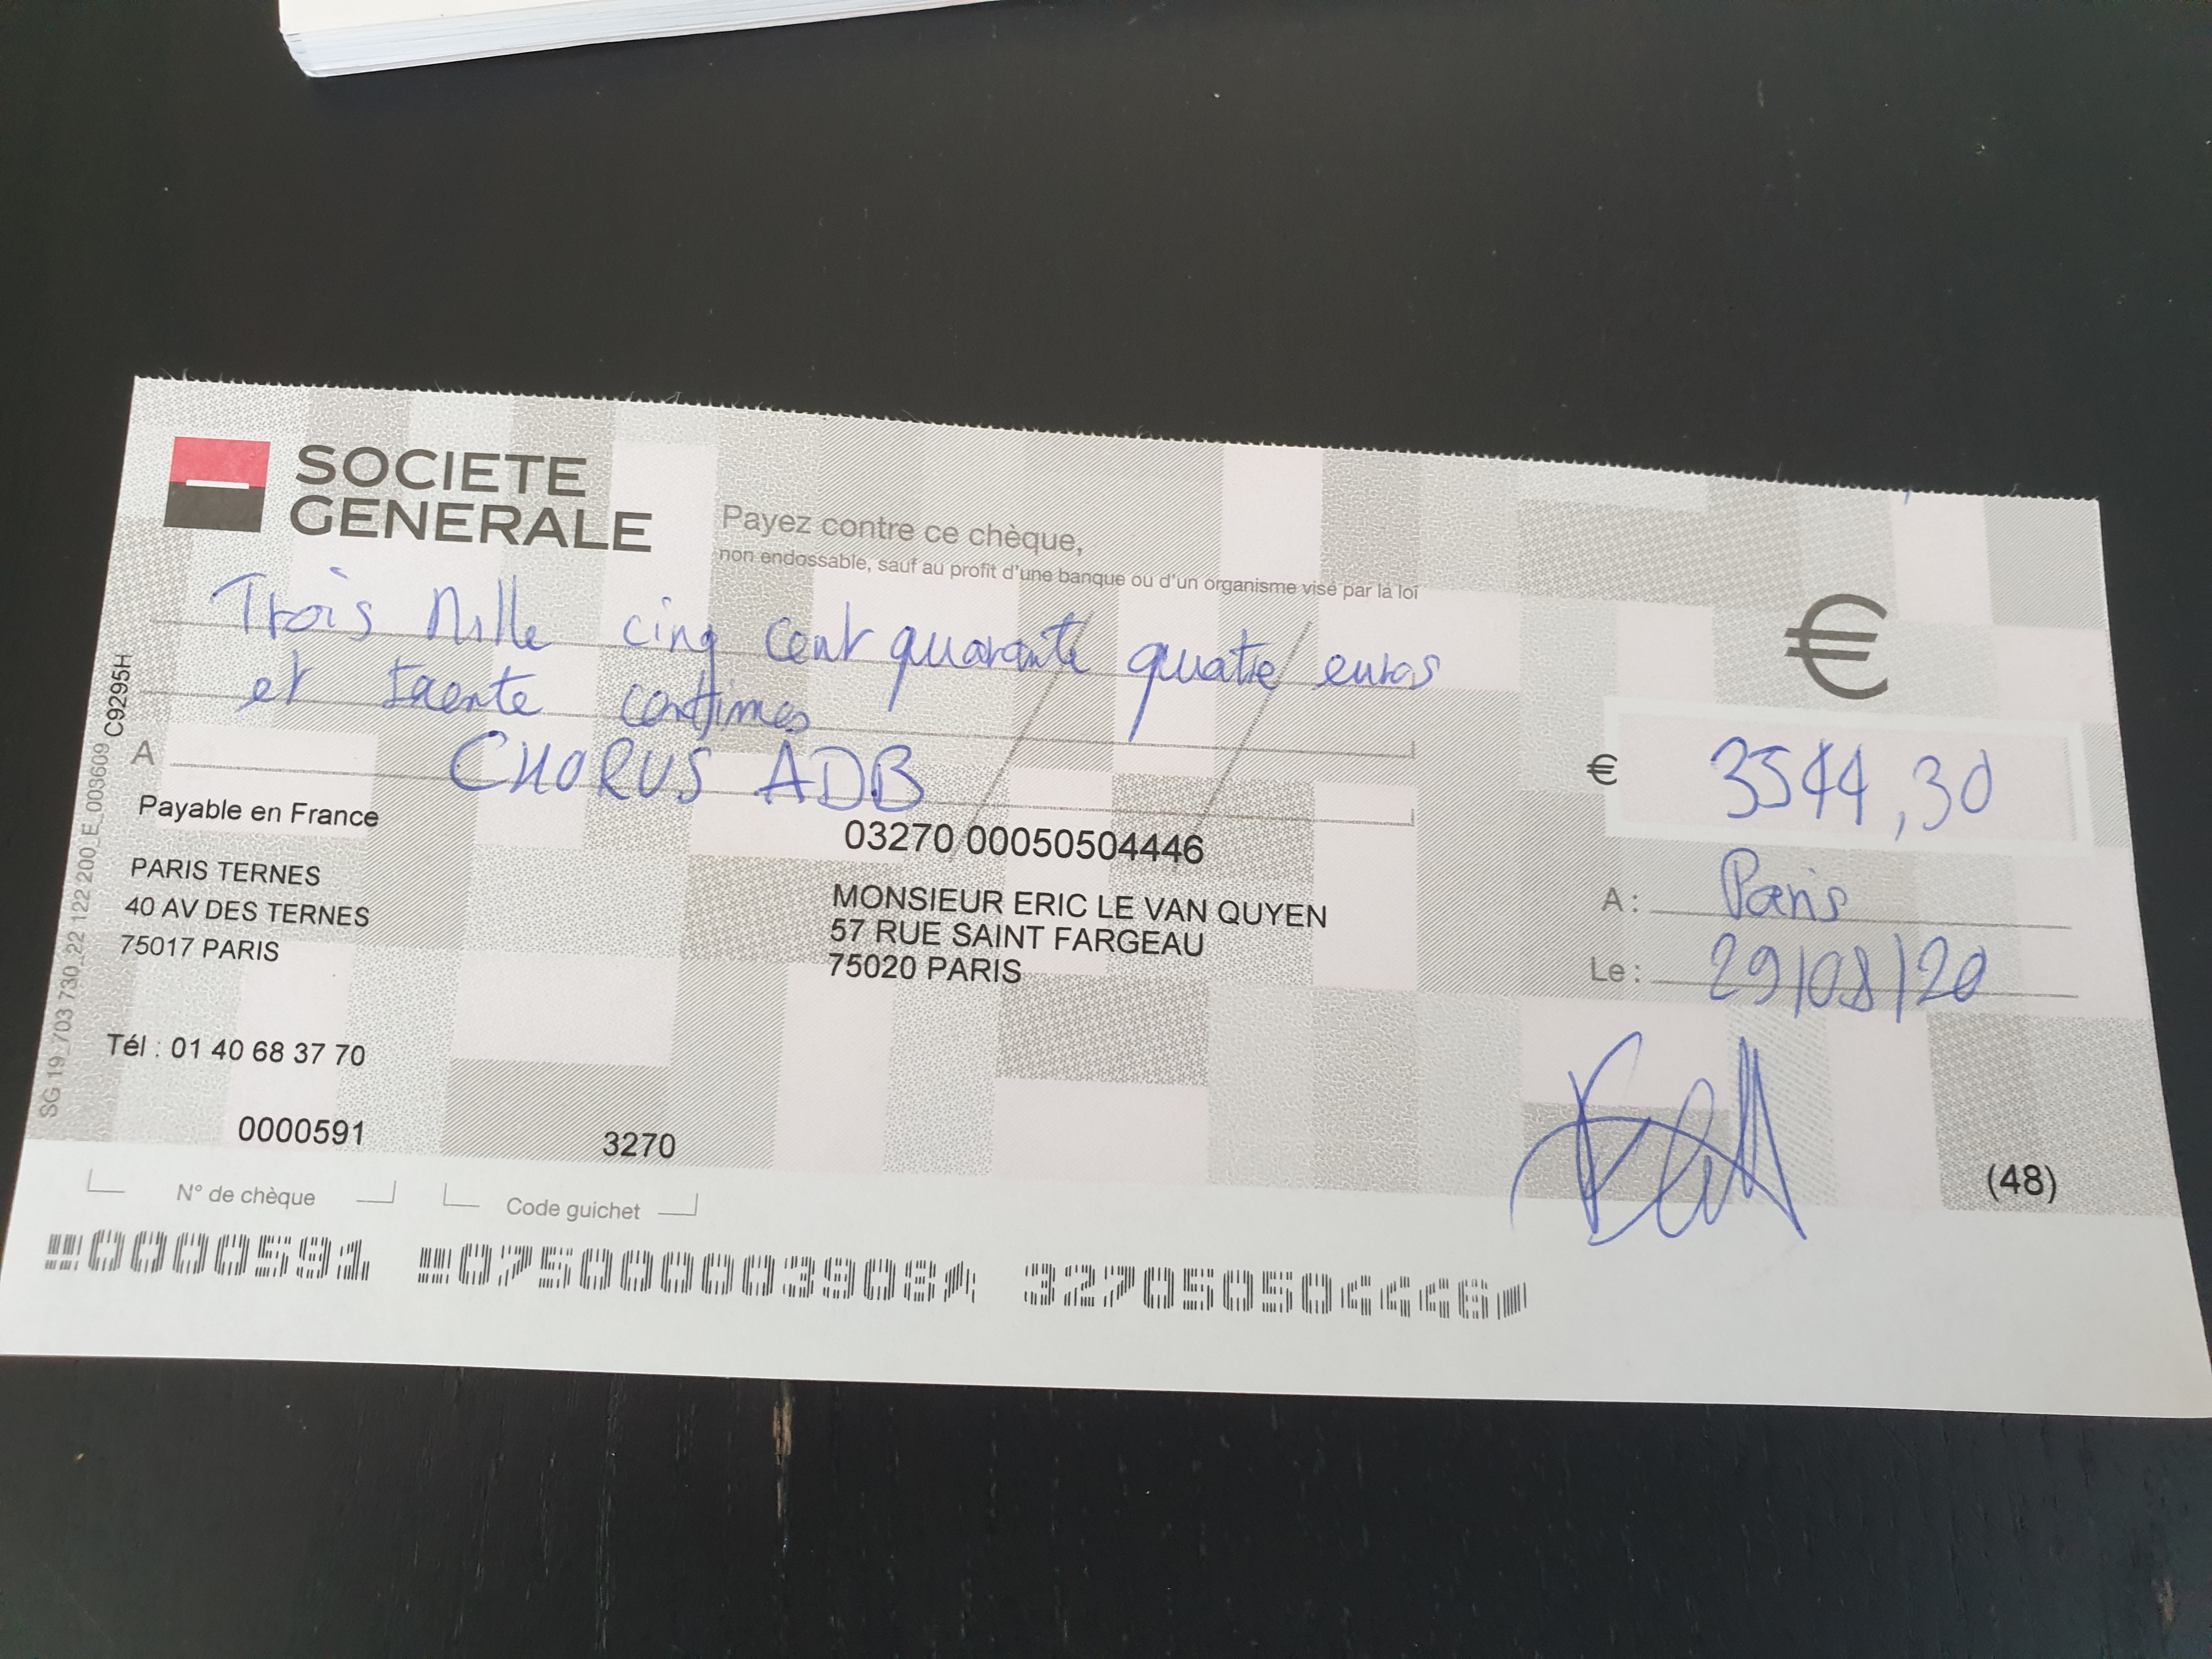 SG 19_703 730_22 122 200_E_003609
C9295H
SOCIETE
GENERALE
Payez contre ce chèque,
non endossable, sauf au profit d'une banque ou d'un organisme visé par la loi
€
Trois Mille cinq cent quarante quatre euros
et trente centimes
€ 3544,30
A CHORUS ADB
Payable en France
PARIS TERNES
40 AV DES TERNES
75017 PARIS
Tél : 01 40 68 37 70
03270 00050504446
MONSIEUR ERIC LE VAN QUYEN
57 RUE SAINT FARGEAU
75020 PARIS
A : Paris
Le : 29/08/20
0000591
3270
(48)
N° de chèque
Code guichet
0000591 075000039084 327050504446